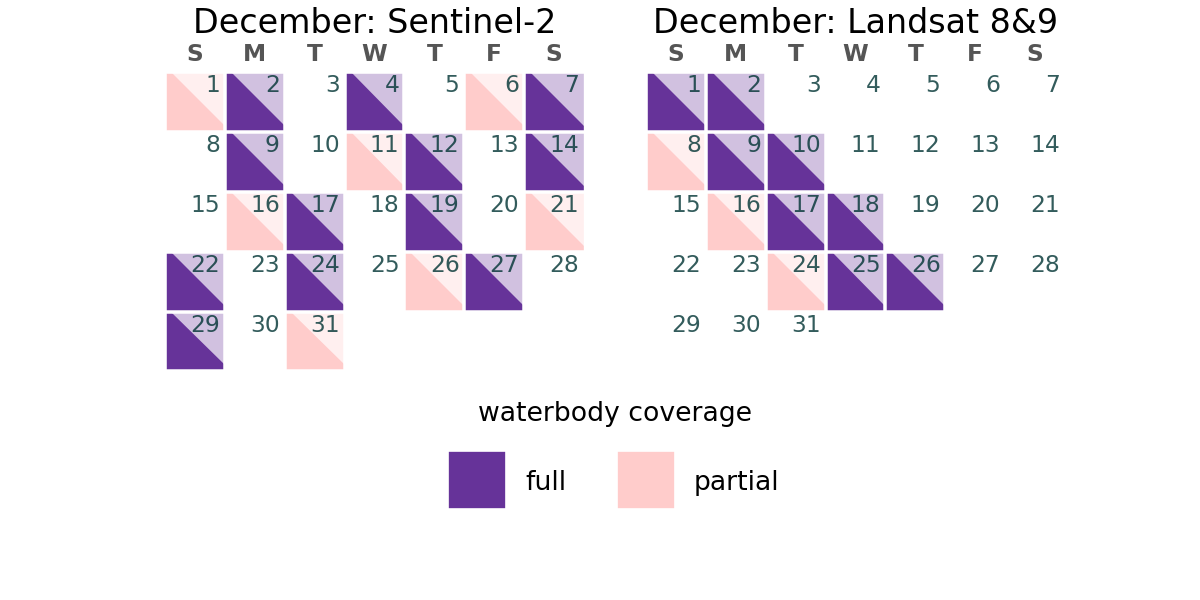 December: Sentinel-2
S M T W T F S
1 2 3 4 5 6 7
8 9 10 11 12 13 14
15 16 17 18 19 20 21
22 23 24 25 26 27 28
29 30 31
December: Landsat 8&9
S M T W T F S
1 2 3 4 5 6 7
8 9 10 11 12 13 14
15 16 17 18 19 20 21
22 23 24 25 26 27 28
29 30 31
waterbody coverage
full
partial